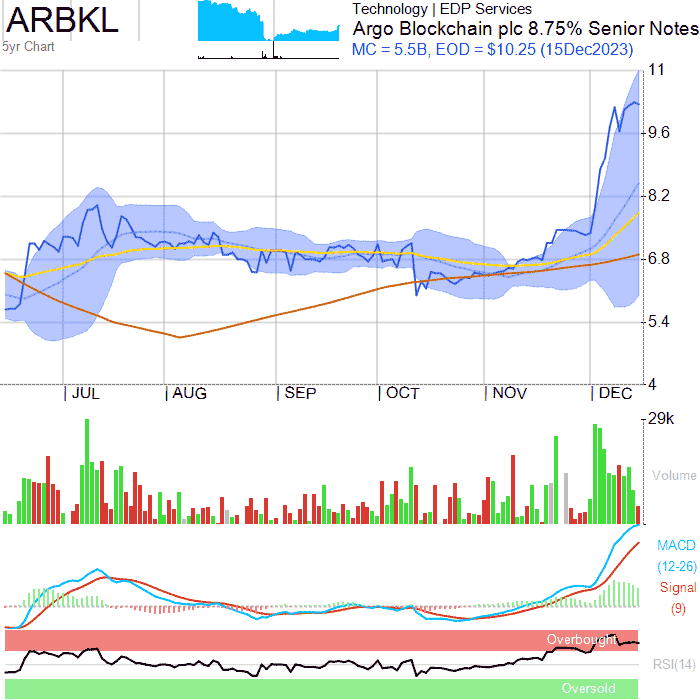 ARBKL
5yr Chart
Technology | EDP Services
Argo Blockchain plc 8.75% Senior Notes
MC = 5.5B, EOD = $10.25 (15Dec2023)
11
9.6
8.2
6.8
5.4
4
JUL AUG SEP OCT NOV DEC
29k
Volume
MACD
(12-26)
Signal
(9)
Overbought
RSI(14)
Oversold